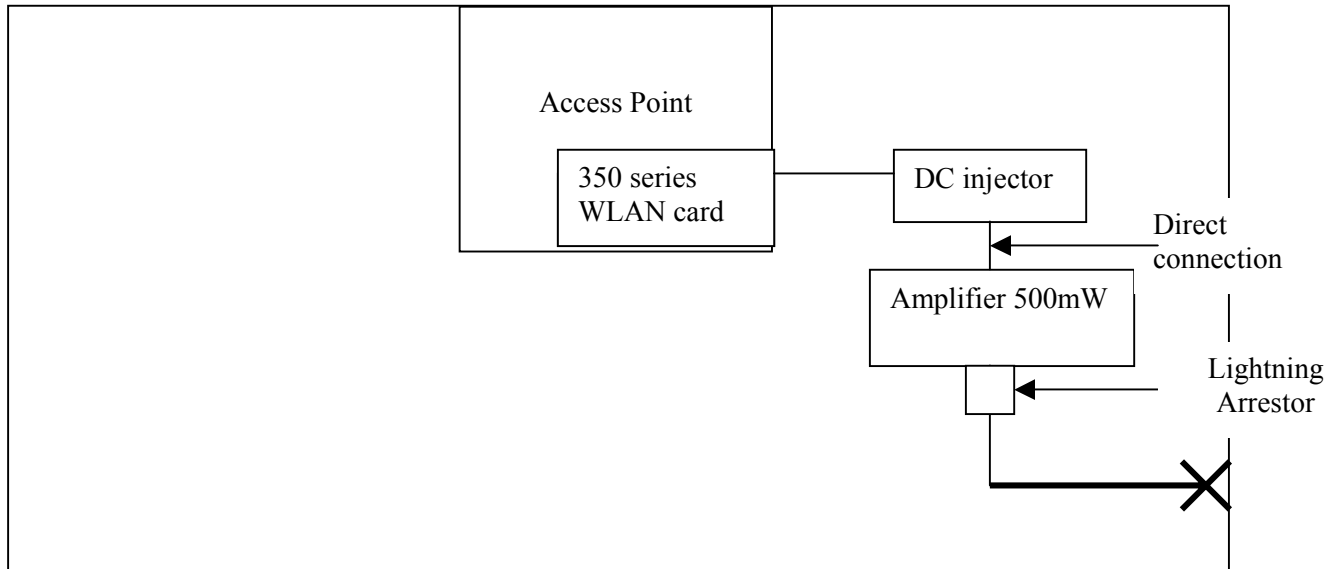 Access Point
350 series
WLAN card
DC injector
Direct
connection
Amplifier 500mW
Lightning
Arrestor